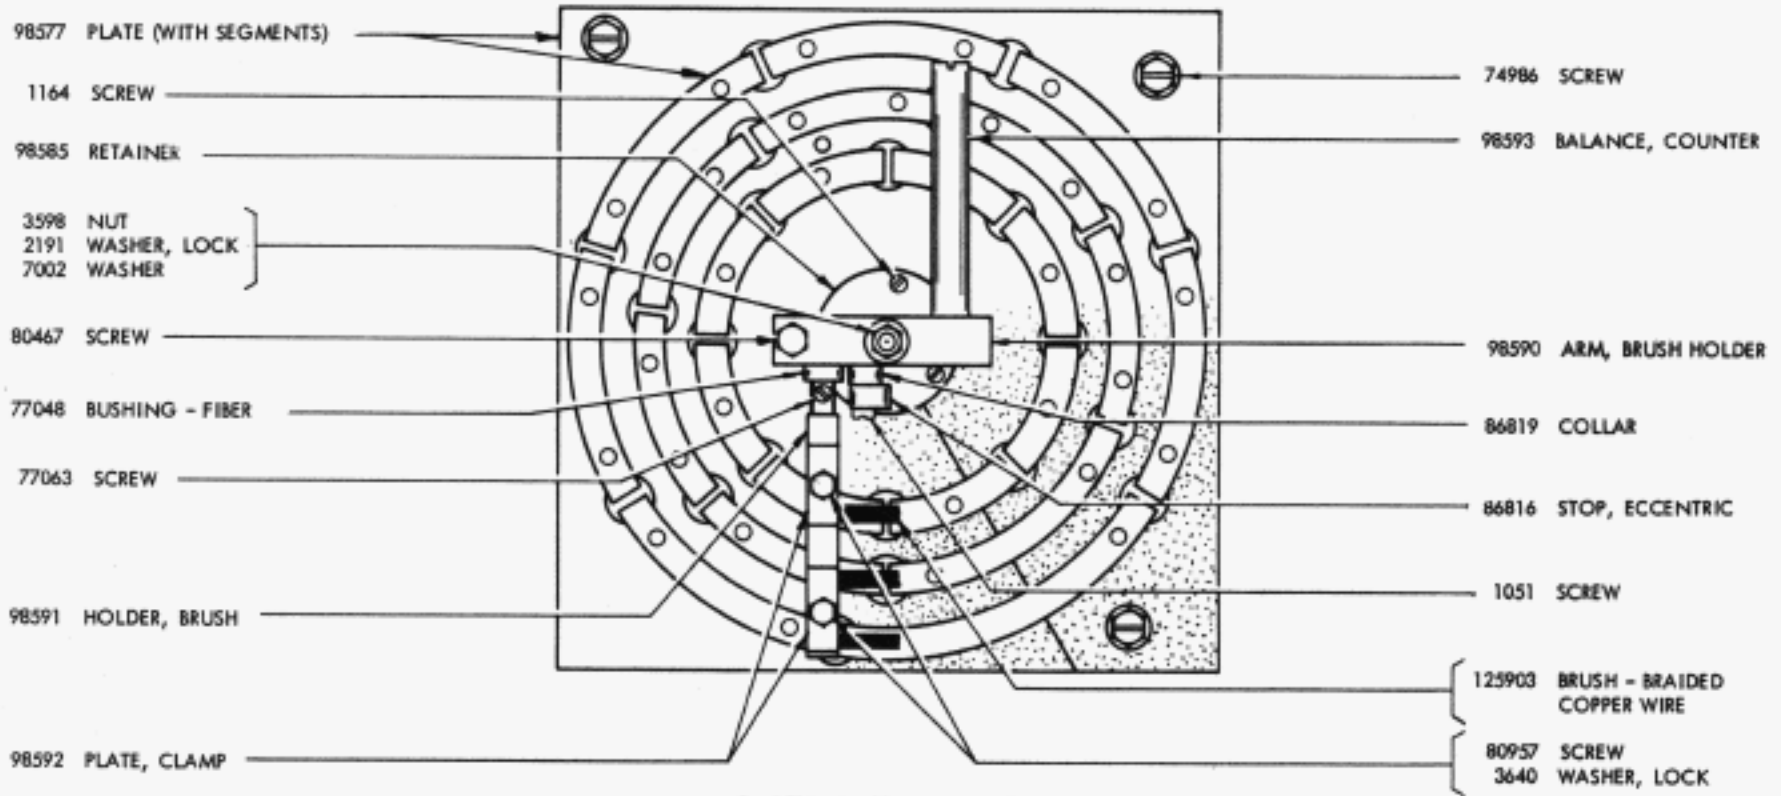 98577 PLATE (WITH SEGMENTS)
1164 SCREW
98585 RETAINER
3598 NUT
2191 WASHER, LOCK
7002 WASHER
80467 SCREW
77048 BUSHING - FIBER
77063 SCREW
98591 HOLDER, BRUSH
98592 PLATE, CLAMP
74986 SCREW
98593 BALANCE, COUNTER
98590 ARM, BRUSH HOLDER
86819 COLLAR
86816 STOP, ECCENTRIC
1051 SCREW
125903 BRUSH - BRAIDED
COPPER WIRE
80957 SCREW
3640 WASHER, LOCK